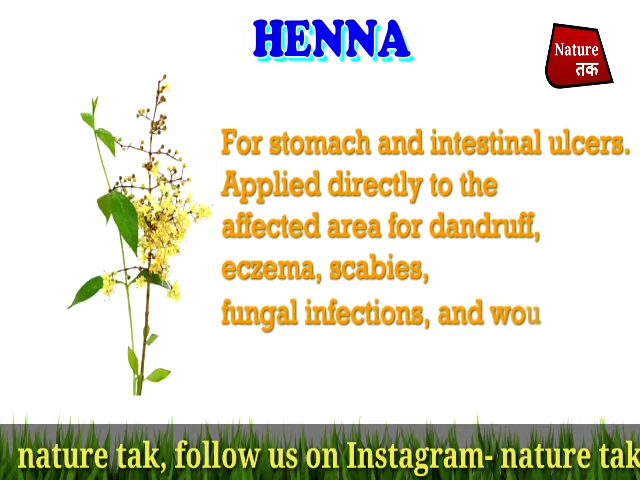 HENNA
Nature
तक
For stomach and intestinal ulcers.
Applied directly to the
affected area for dandruff,
eczema, scabies,
fungal infections, and wou
nature tak, follow us on Instagram- nature tak